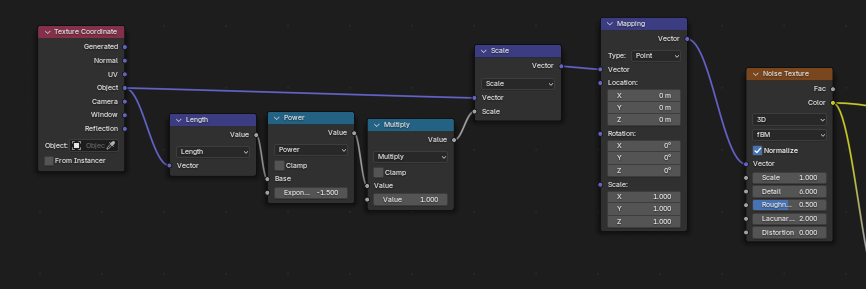 Texture Coordinate
Generated
Normal
UV
Object
Camera
Window
Reflection
Object: Objec
From Instancer
Length
Value
Length
Vector
Power
Value
Power
Clamp
Base
Expon... -1.500
Multiply
Value
Multiply
Clamp
Value
Value 1.000
Scale
Vector
Scale
Vector
Scale
Mapping
Vector
Type: Point
Vector
Location:
X 0 m
Y 0 m
Z 0 m
Rotation:
X 0°
Y 0°
Z 0°
Scale:
X 1.000
Y 1.000
Z 1.000
Noise Texture
Fac
Color
3D
fBM
Normalize
Vector
Scale 1.000
Detail 6.000
Roughn... 0.500
Lacunar... 2.000
Distortion 0.000